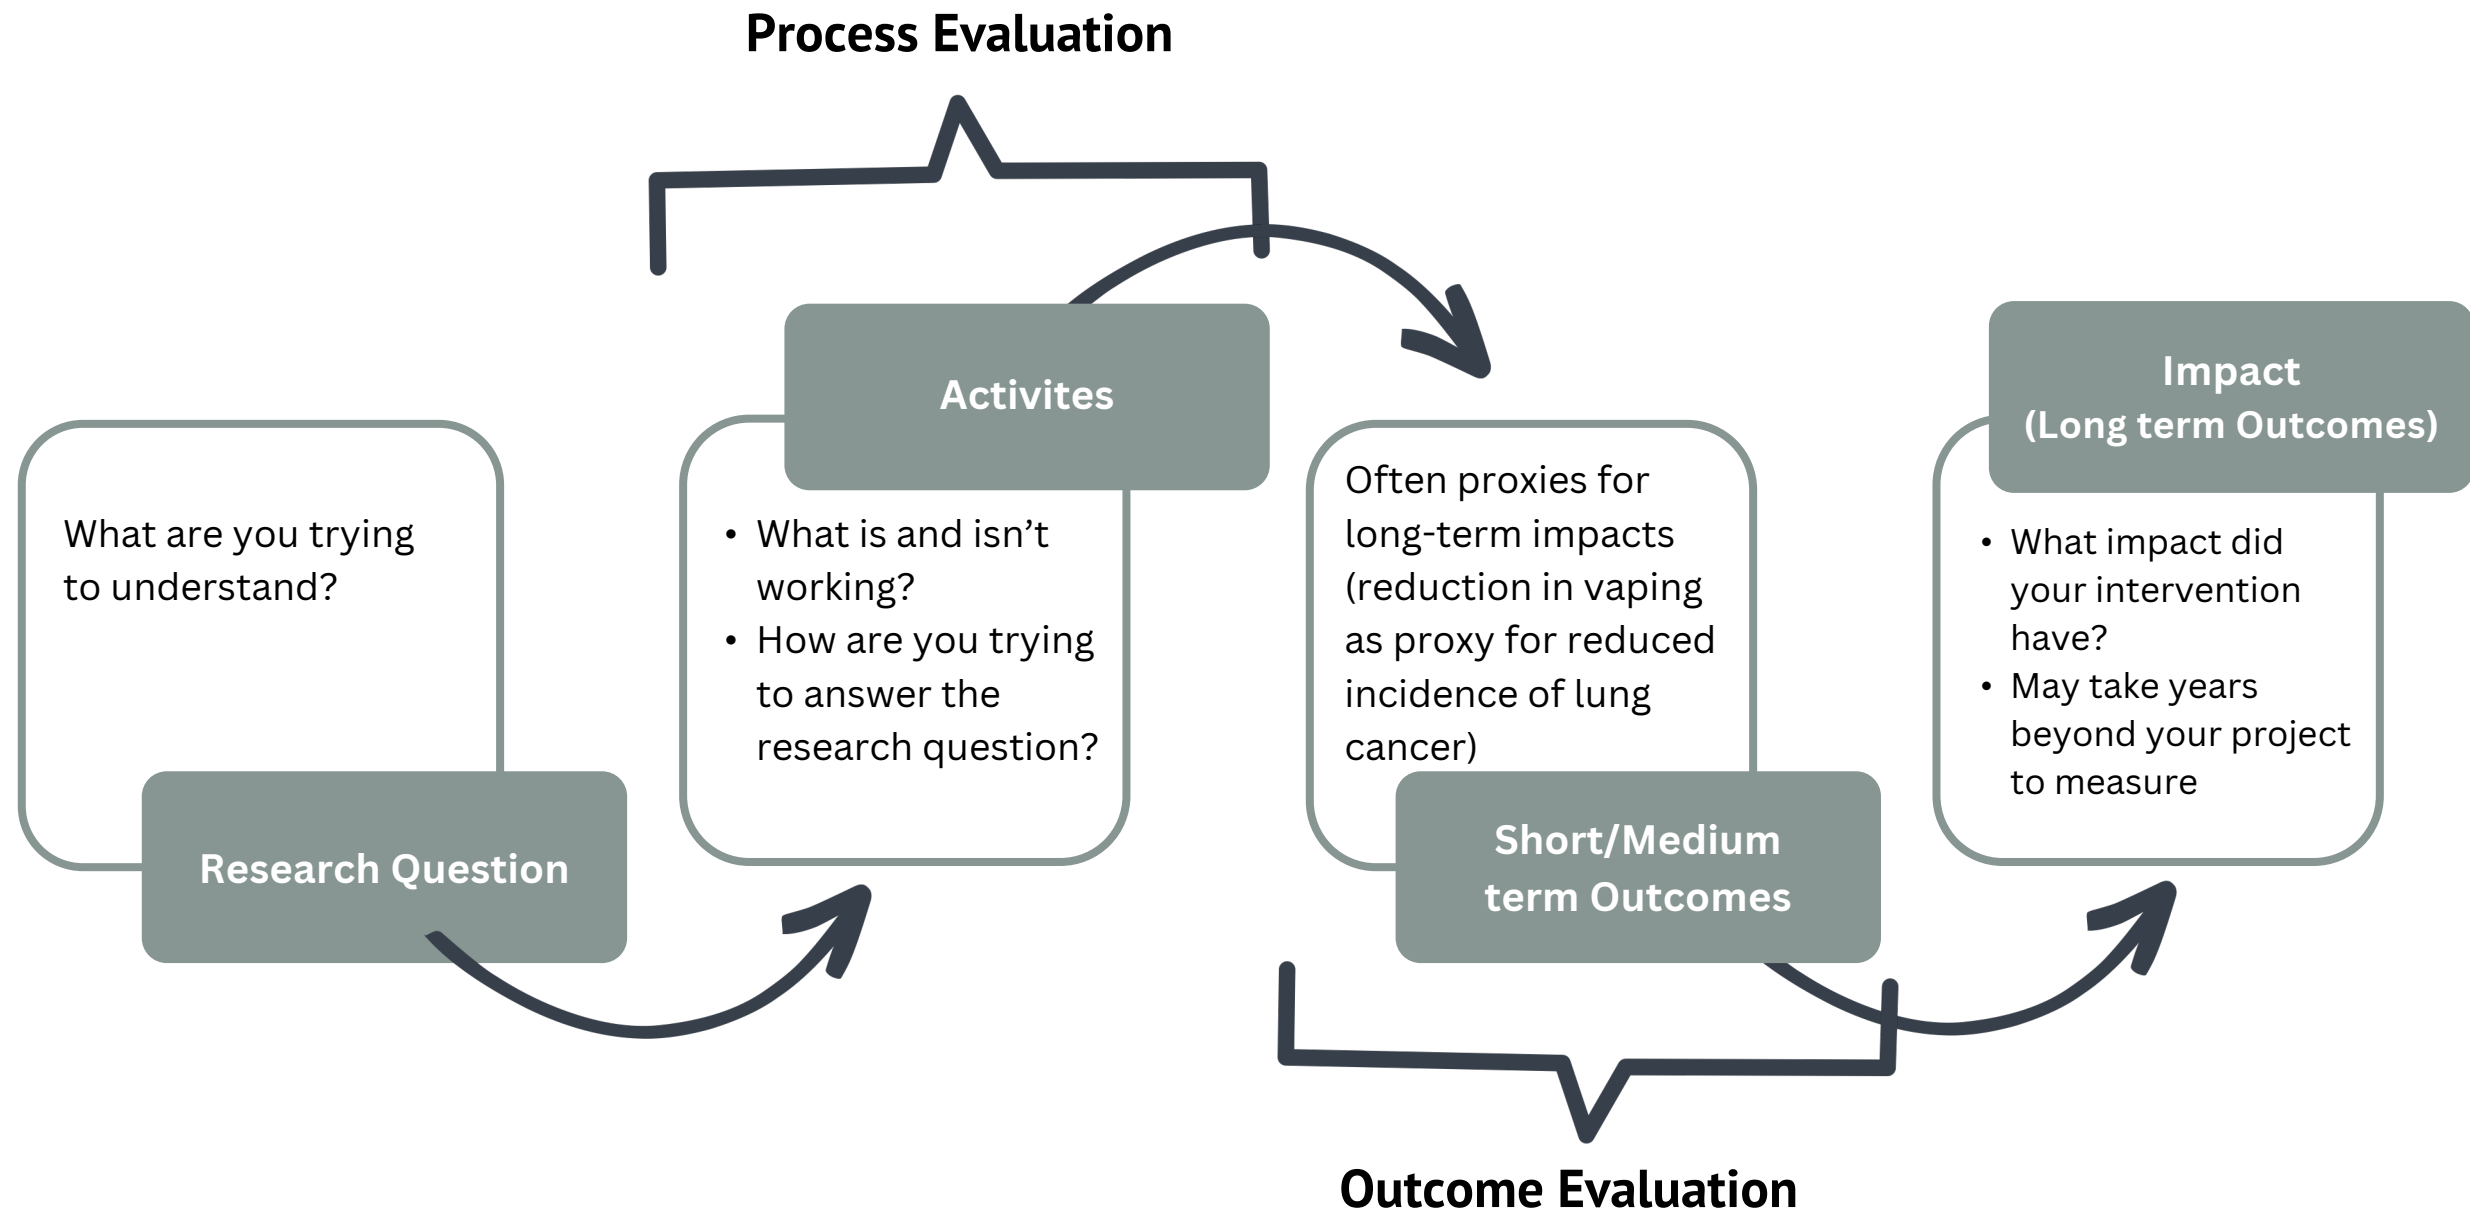 Process Evaluation
What are you trying
to understand?
Research Question
Activites
• What is and isn’t
working?
• How are you trying
to answer the
research question?
Often proxies for
long-term impacts
(reduction in vaping
as proxy for reduced
incidence of lung
cancer)
Short/Medium
term Outcomes
Impact
(Long term Outcomes)
• What impact did
your intervention
have?
• May take years
beyond your project
to measure
Outcome Evaluation